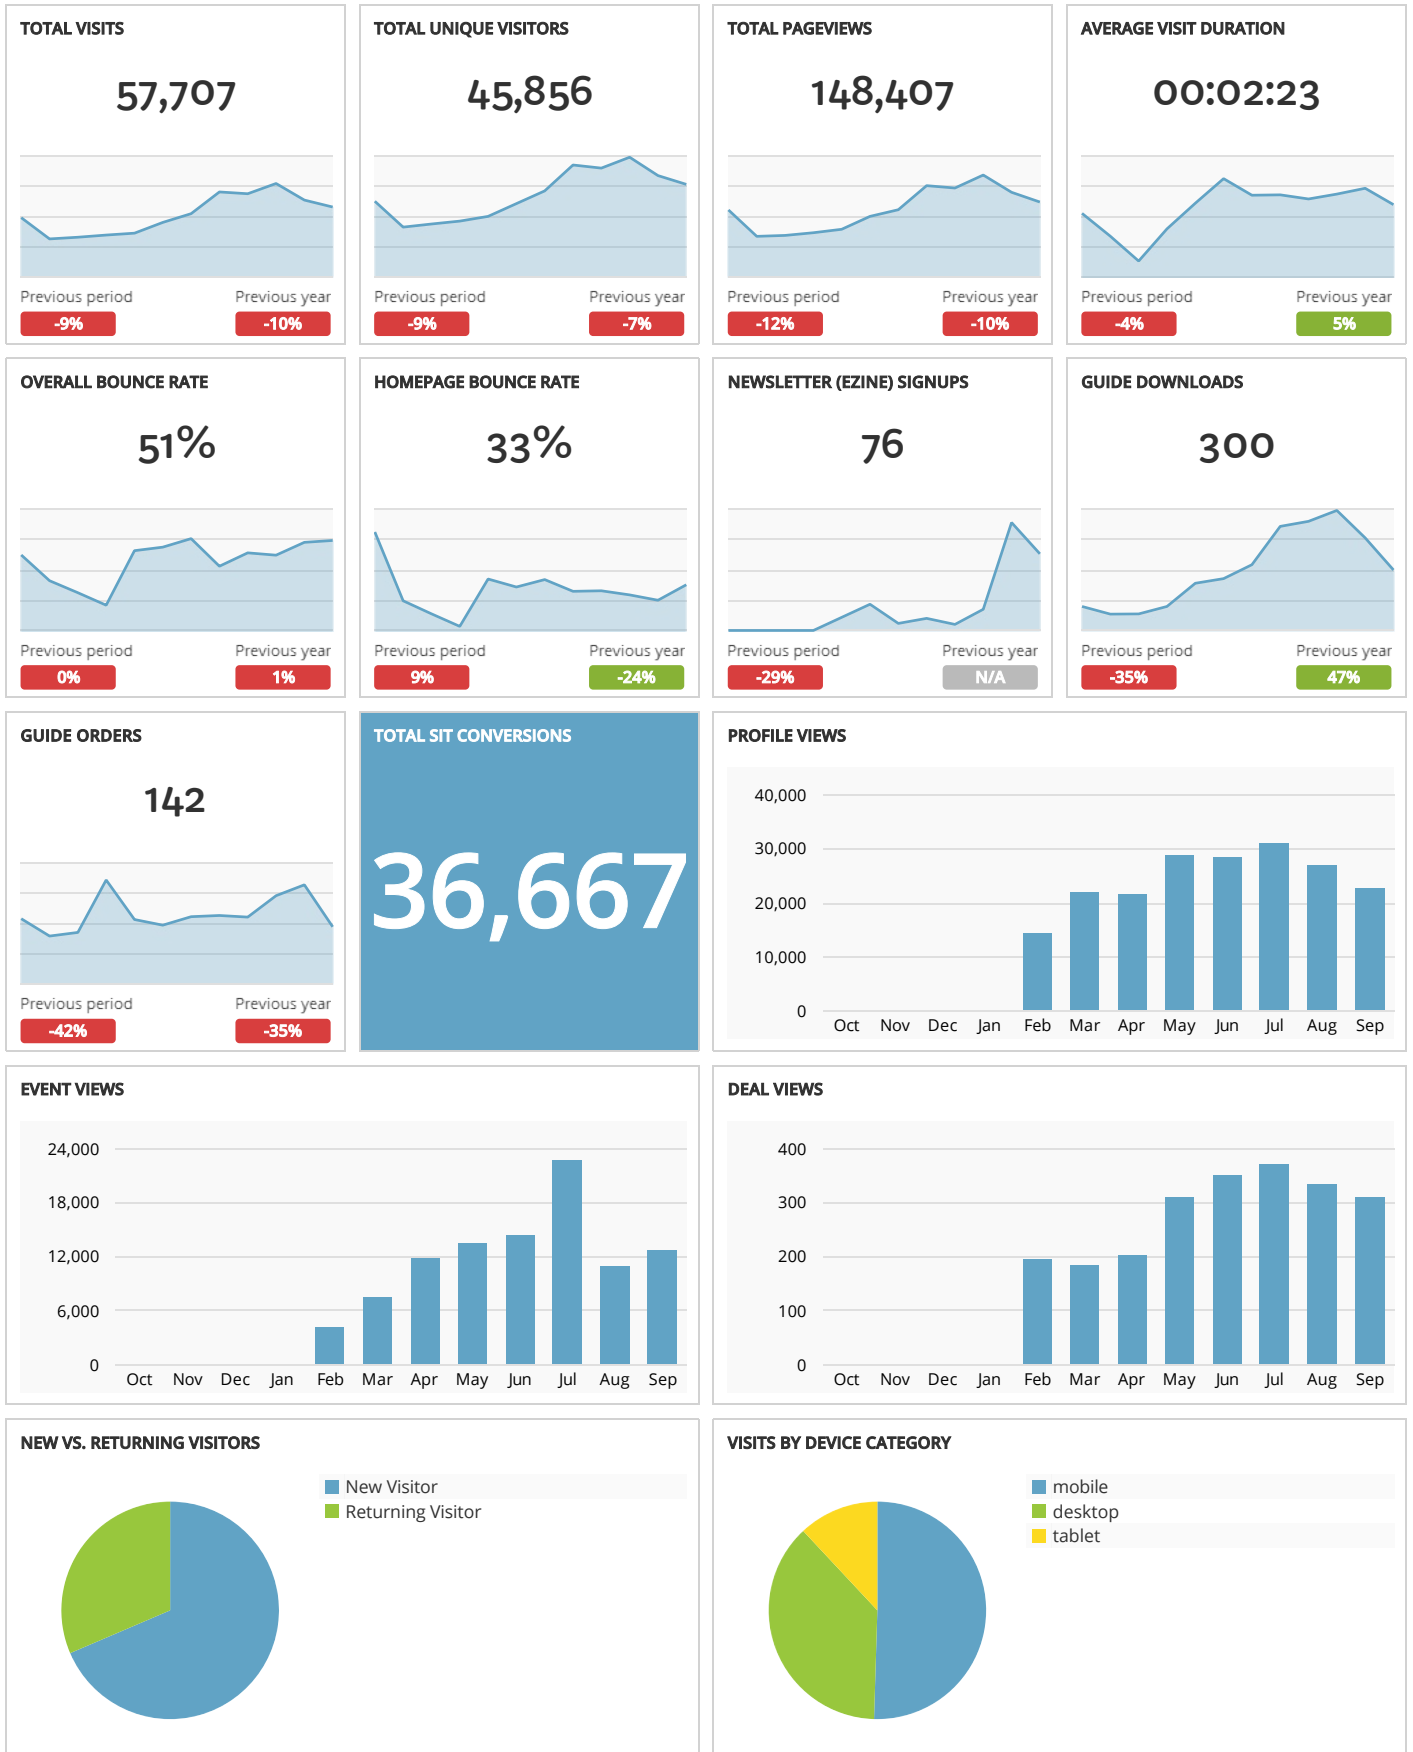 TOTAL VISITS
57,707
Previous period Previous year
-9% -10%
TOTAL UNIQUE VISITORS
45,856
Previous period Previous year
-9% -7%
TOTAL PAGEVIEWS
148,407
Previous period Previous year
-12% -10%
AVERAGE VISIT DURATION
00:02:23
Previous period Previous year
-4% 5%
OVERALL BOUNCE RATE
51%
Previous period Previous year
0% 1%
HOMEPAGE BOUNCE RATE
33%
Previous period Previous year
9% -24%
NEWSLETTER (EZINE) SIGNUPS
76
Previous period Previous year
-29% N/A
GUIDE DOWNLOADS
300
Previous period Previous year
-35% 47%
GUIDE ORDERS
142
Previous period Previous year
-42% -35%
TOTAL SIT CONVERSIONS
36,667
PROFILE VIEWS
40,000
30,000
20,000
10,000
0
Oct Nov Dec Jan Feb Mar Apr May Jun Jul Aug Sep
EVENT VIEWS
24,000
18,000
12,000
6,000
0
Oct Nov Dec Jan Feb Mar Apr May Jun Jul Aug Sep
DEAL VIEWS
400
300
200
100
0
Oct Nov Dec Jan Feb Mar Apr May Jun Jul Aug Sep
NEW VS. RETURNING VISITORS
New Visitor
Returning Visitor
VISITS BY DEVICE CATEGORY
mobile
desktop
tablet